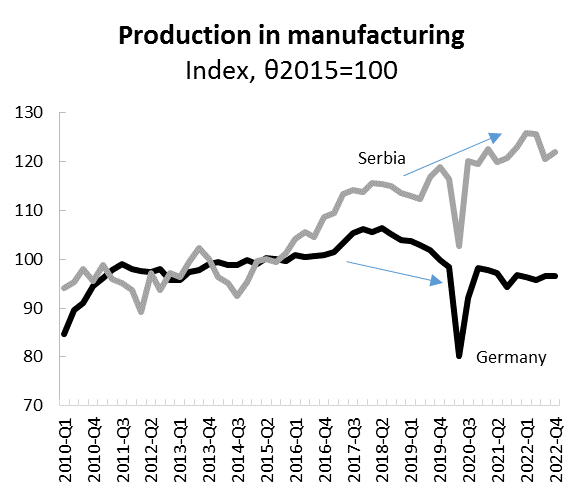 Production in manufacturing
Index, θ2015=100
130
120
110
100
90
80
70
Serbia
Germany
2010-Q1
2010-Q4
2011-Q3
2012-Q2
2013-Q1
2013-Q4
2014-Q3
2015-Q2
2016-Q1
2016-Q4
2017-Q3
2018-Q2
2019-Q1
2019-Q4
2020-Q3
2021-Q2
2022-Q1
2022-Q4